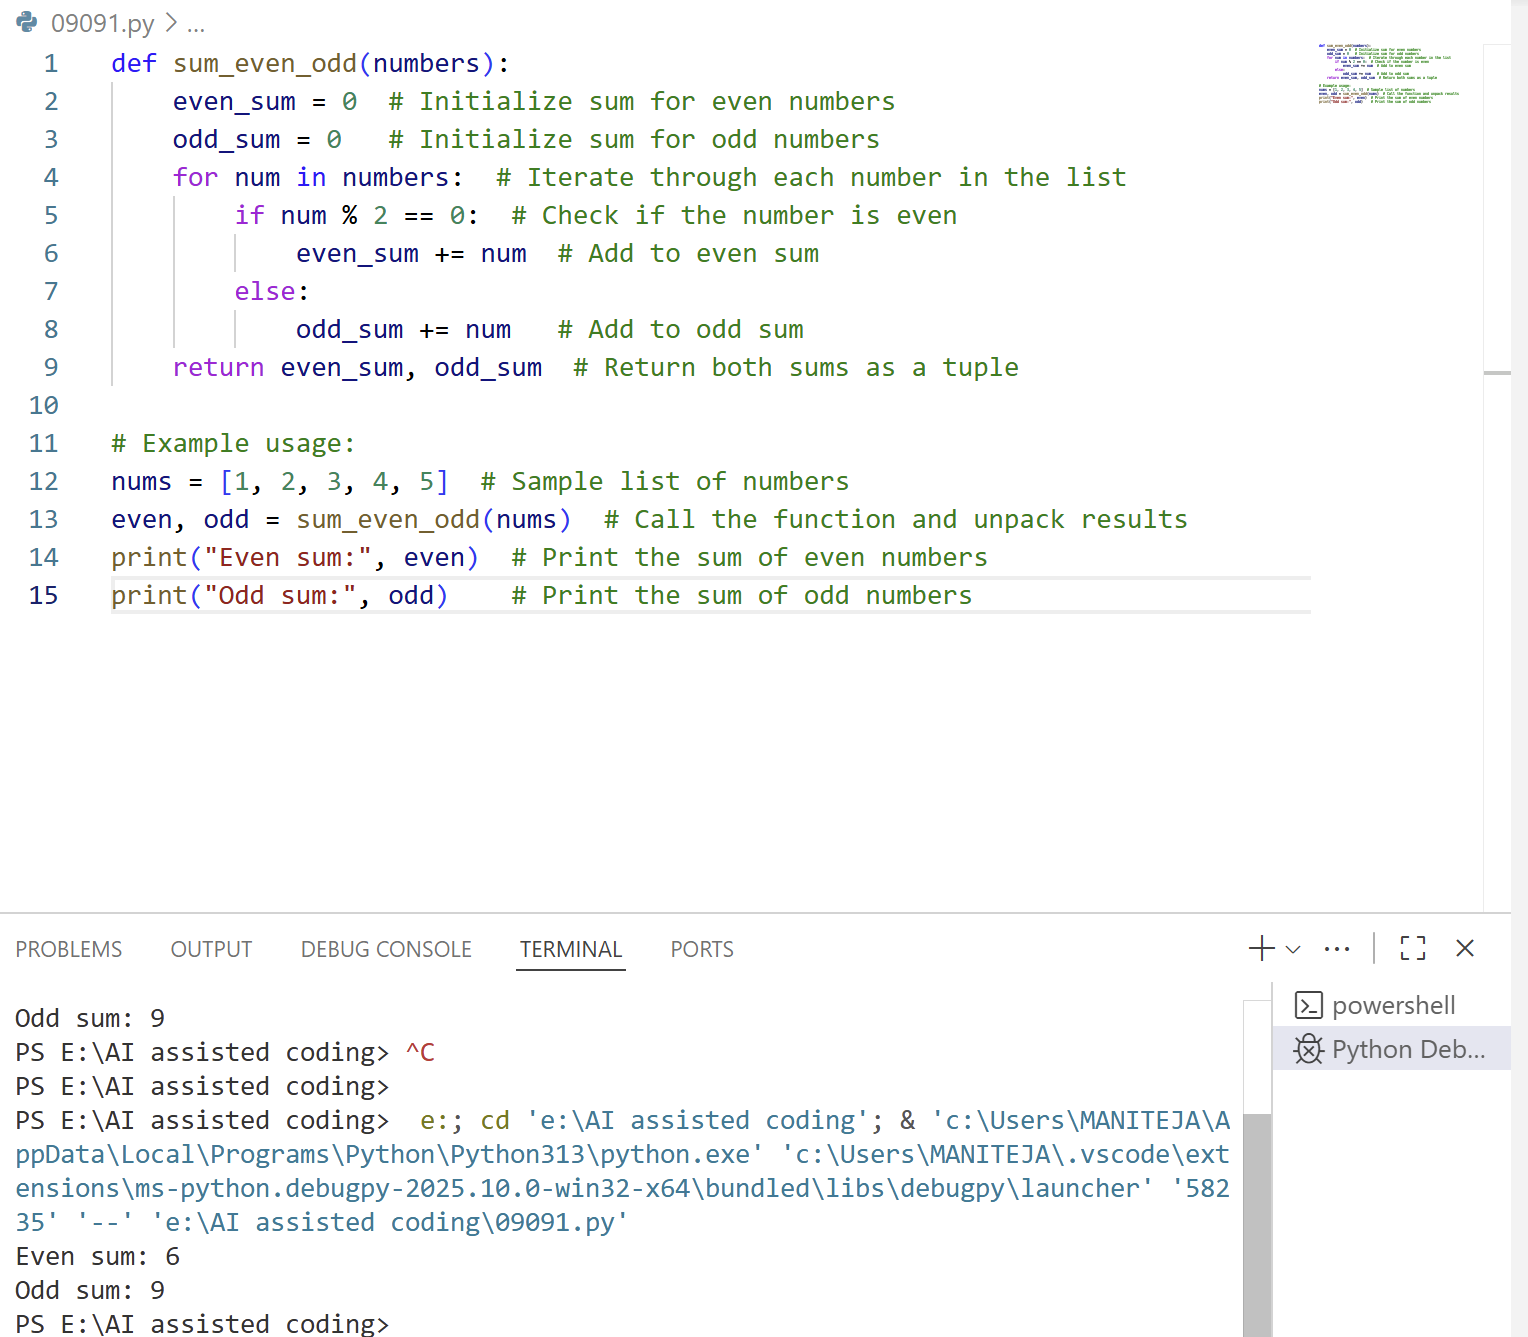 09091.py > ...
1 def sum_even_odd(numbers):
2     even_sum = 0  # Initialize sum for even numbers
3     odd_sum = 0   # Initialize sum for odd numbers
4     for num in numbers:  # Iterate through each number in the list
5         if num % 2 == 0:  # Check if the number is even
6             even_sum += num  # Add to even sum
7         else:
8             odd_sum += num   # Add to odd sum
9     return even_sum, odd_sum  # Return both sums as a tuple
10
11 # Example usage:
12 nums = [1, 2, 3, 4, 5]  # Sample list of numbers
13 even, odd = sum_even_odd(nums)  # Call the function and unpack results
14 print("Even sum:", even)  # Print the sum of even numbers
15 print("Odd sum:", odd)    # Print the sum of odd numbers
PROBLEMS OUTPUT DEBUG CONSOLE TERMINAL PORTS
Odd sum: 9
PS E:\AI assisted coding> ^C
PS E:\AI assisted coding>
PS E:\AI assisted coding>  e:; cd 'e:\AI assisted coding'; & 'c:\Users\MANITEJA\A
ppData\Local\Programs\Python\Python313\python.exe' 'c:\Users\MANITEJA\.vscode\ext
ensions\ms-python.debugpy-2025.10.0-win32-x64\bundled\libs\debugpy\launcher' '582
35' '--' 'e:\AI assisted coding\09091.py'
Even sum: 6
Odd sum: 9
PS E:\AI assisted coding>
powershell
Python Deb...